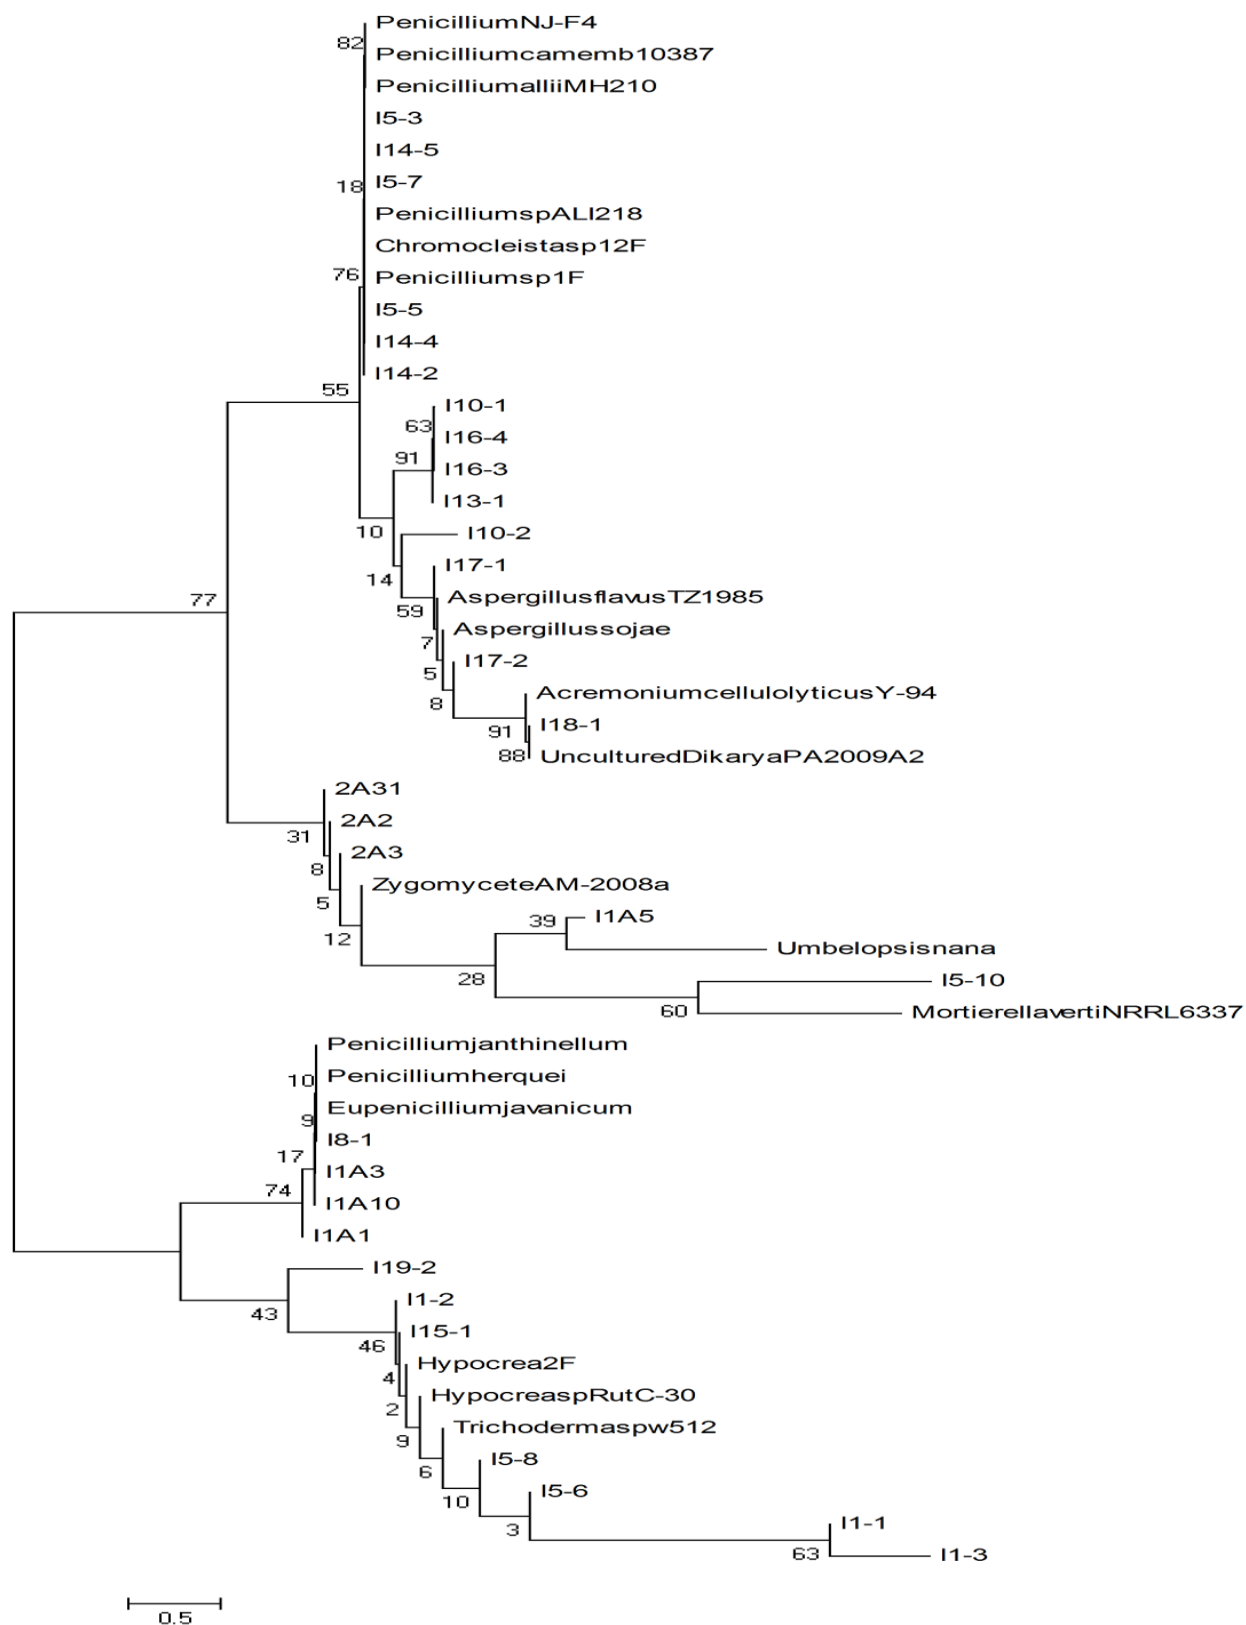 PenicilliumNJ-F4
82
Penicilliumcamemb10387
PenicilliumalliiMH210
I5-3
I14-5
18
I5-7
PenicilliumspALI218
Chromocleistasp12F
76
Penicilliumsp1F
I5-5
I14-4
I14-2
55
I10-1
63
I16-4
91
I16-3
I13-1
10
I10-2
I17-1
14
AspergillusflavusTZ1985
77
59
Aspergillussojae
7
I17-2
5
AcremoniumcellulolyticusY-94
8
I18-1
91
88
UnculturedDikaryaPA2009A2
2A31
2A2
31
2A3
8
ZygomyceteAM-2008a
5
I1A5
39
12
Umbelopsisnana
28
I5-10
60
MortierellavertiNRRL6337
Penicilliumjanthinellum
10
Penicilliumherquei
Eupenicilliumjavanicum
9
I8-1
17
I1A3
74
I1A10
I1A1
I19-2
I1-2
43
I15-1
46
Hypocrea2F
4
HypocreaspRutC-30
2
Trichodermaspw512
9
I5-8
6
I5-6
10
I1-1
3
63
I1-3
0.5